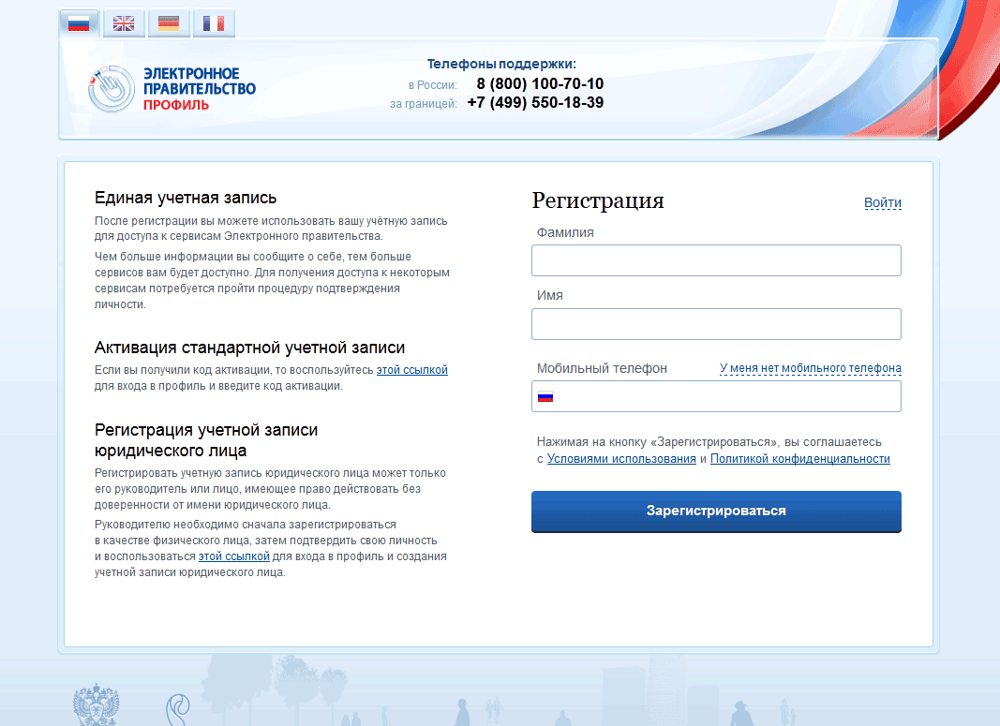 ЭЛЕКТРОННОЕ
ПРАВИТЕЛЬСТВО
ПРОФИЛЬ
Телефоны поддержки:
в России: 8 (800) 100-70-10
за границей: +7 (499) 550-18-39
Единая учетная запись
После регистрации вы можете использовать вашу учётную запись
для доступа к сервисам Электронного правительства.
Чем больше информации вы сообщите о себе, тем больше
сервисов вам будет доступно. Для получения доступа к некоторым
сервисам потребуется пройти процедуру подтверждения
личности.
Активация стандартной учетной записи
Если вы получили код активации, то воспользуйтесь этой ссылкой
для входа в профиль и введите код активации.
Регистрация учетной записи
юридического лица
Регистрировать учетную запись юридического лица может только
его руководитель или лицо, имеющее право действовать без
доверенности от имени юридического лица.
Руководителю необходимо сначала зарегистрироваться
в качестве физического лица, затем подтвердить свою личность
и воспользоваться этой ссылкой для входа в профиль и создания
учетной записи юридического лица.
Регистрация
Войти
Фамилия
Имя
Мобильный телефон
У меня нет мобильного телефона
Нажимая на кнопку «Зарегистрироваться», вы соглашаетесь
с Условиями использования и Политикой конфиденциальности
Зарегистрироваться